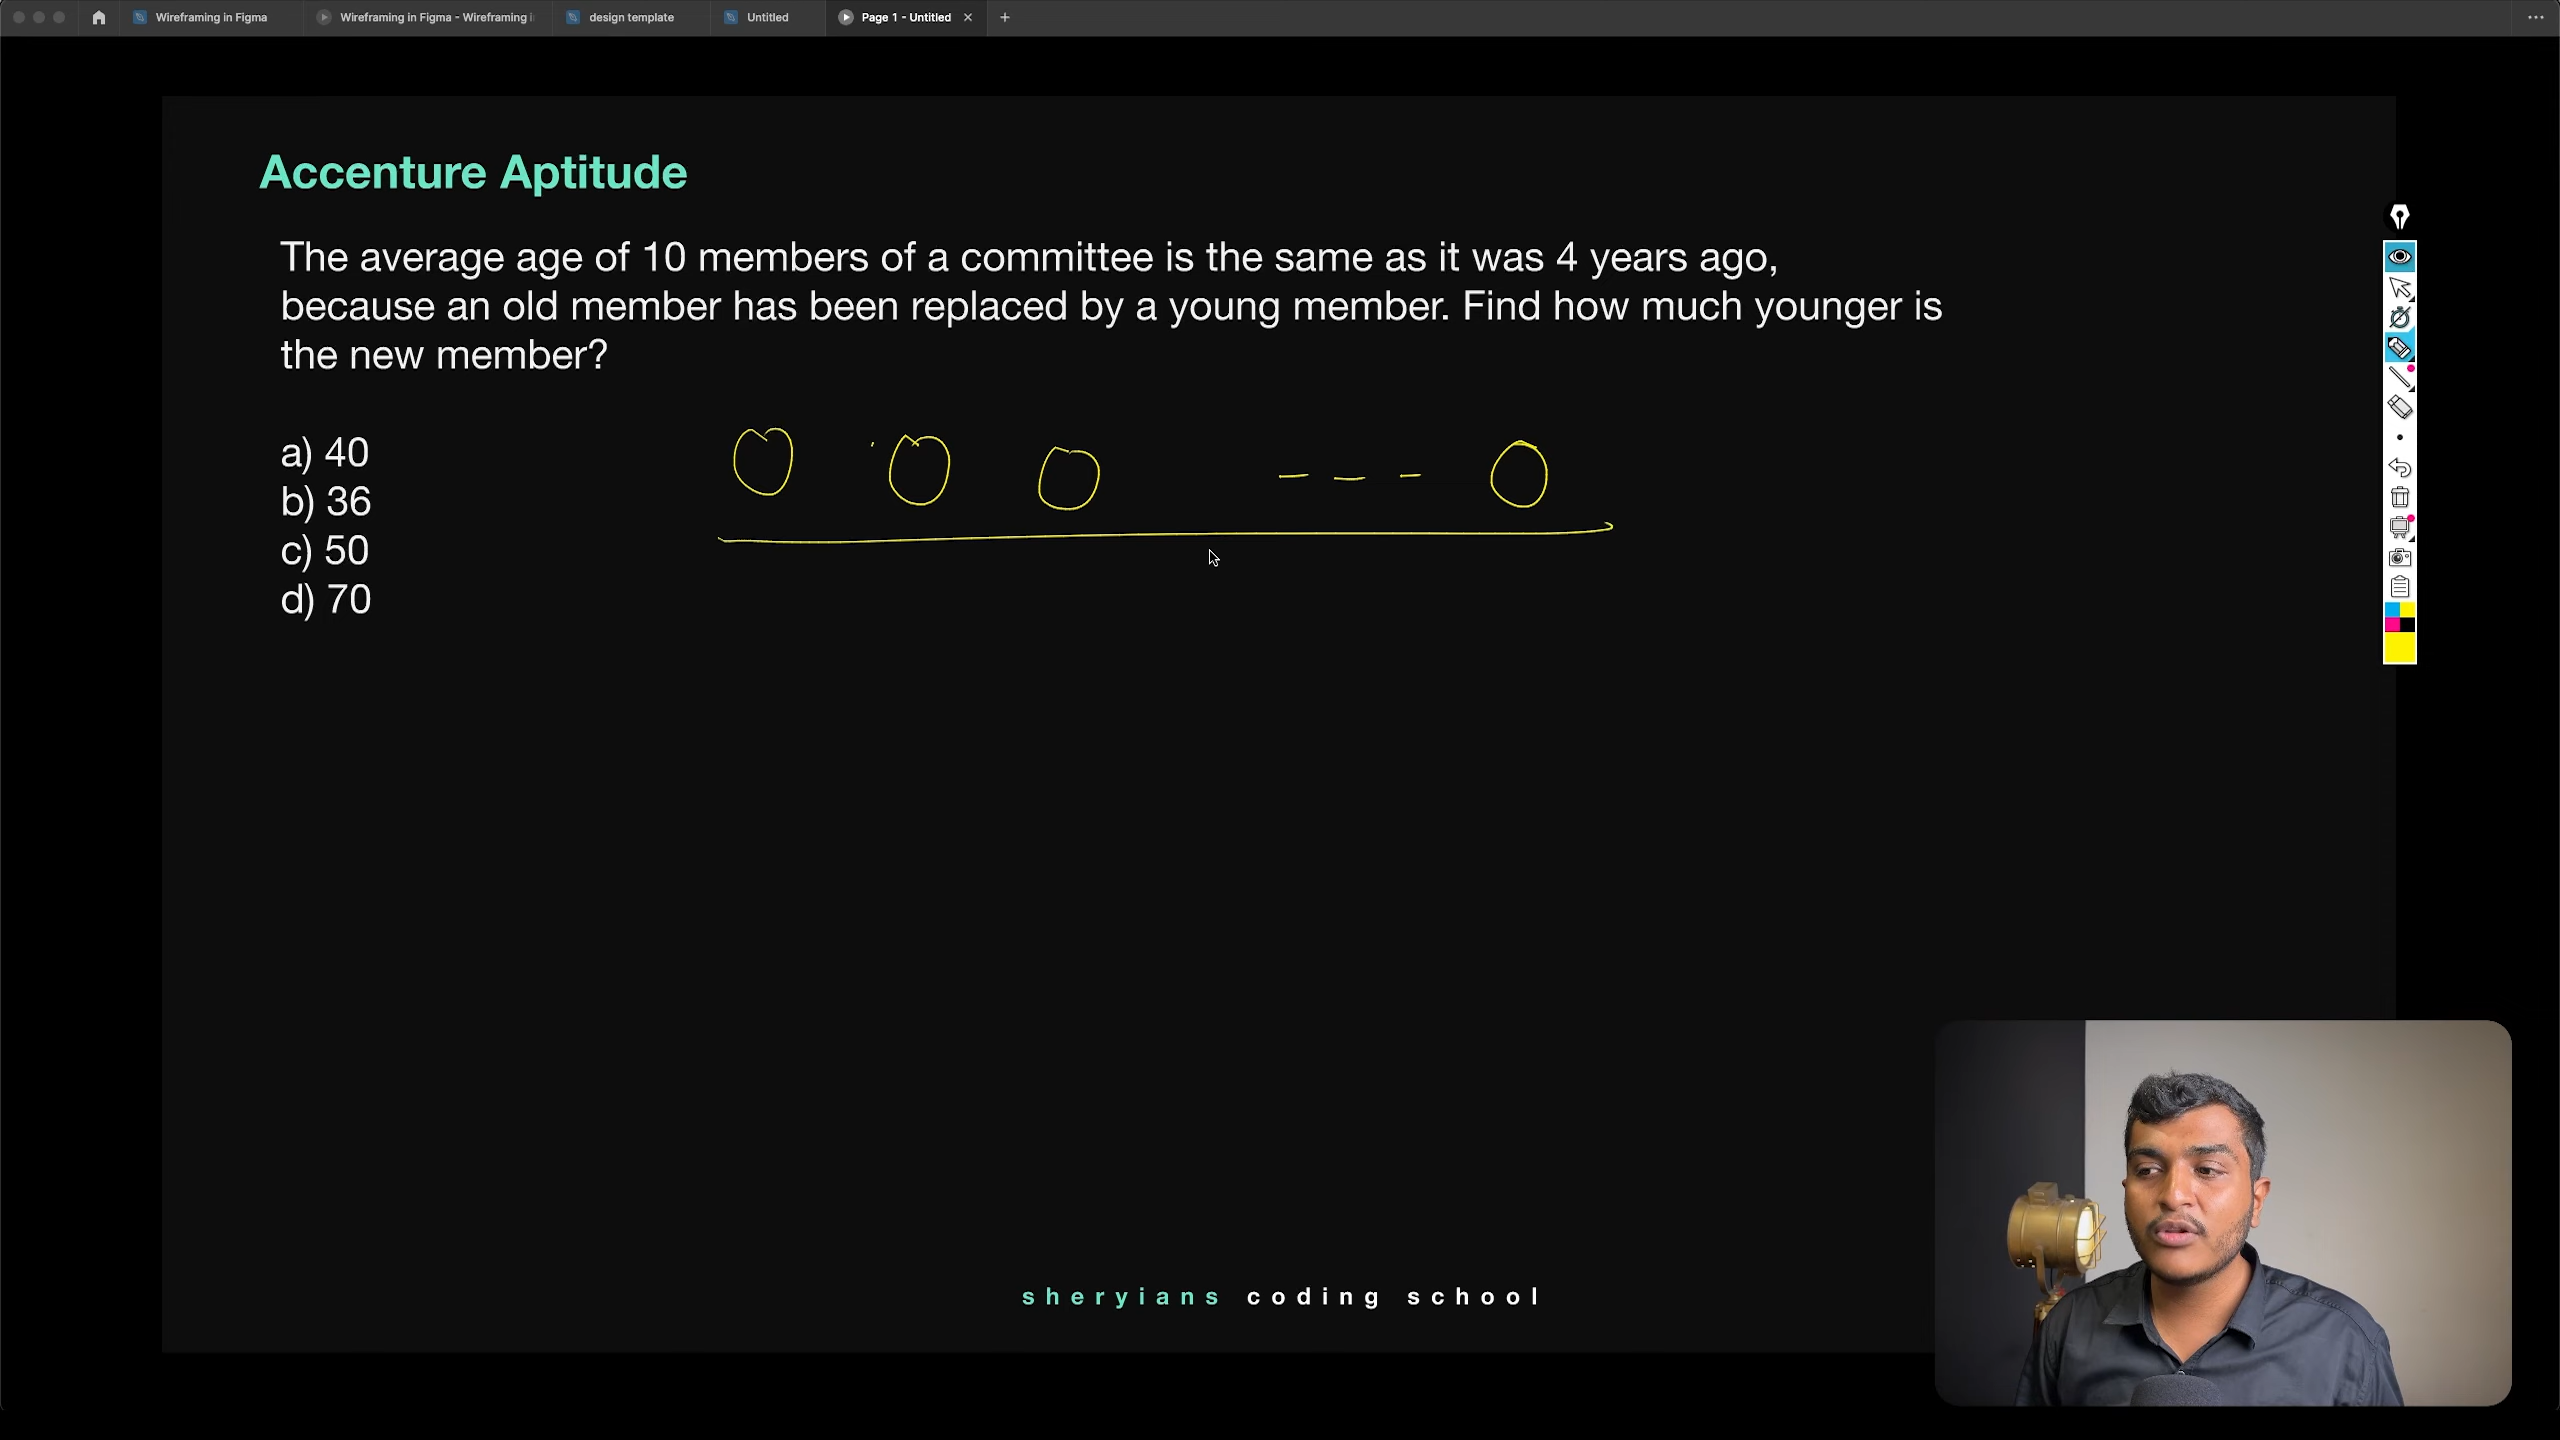 Wireframing in Figma
Wireframing in Figma - Wireframing i
design template
Untitled
Page 1 - Untitled
Accenture Aptitude
The average age of 10 members of a committee is the same as it was 4 years ago,
because an old member has been replaced by a young member. Find how much younger is
the new member?
a) 40
b) 36
c) 50
d) 70
sheryians coding school